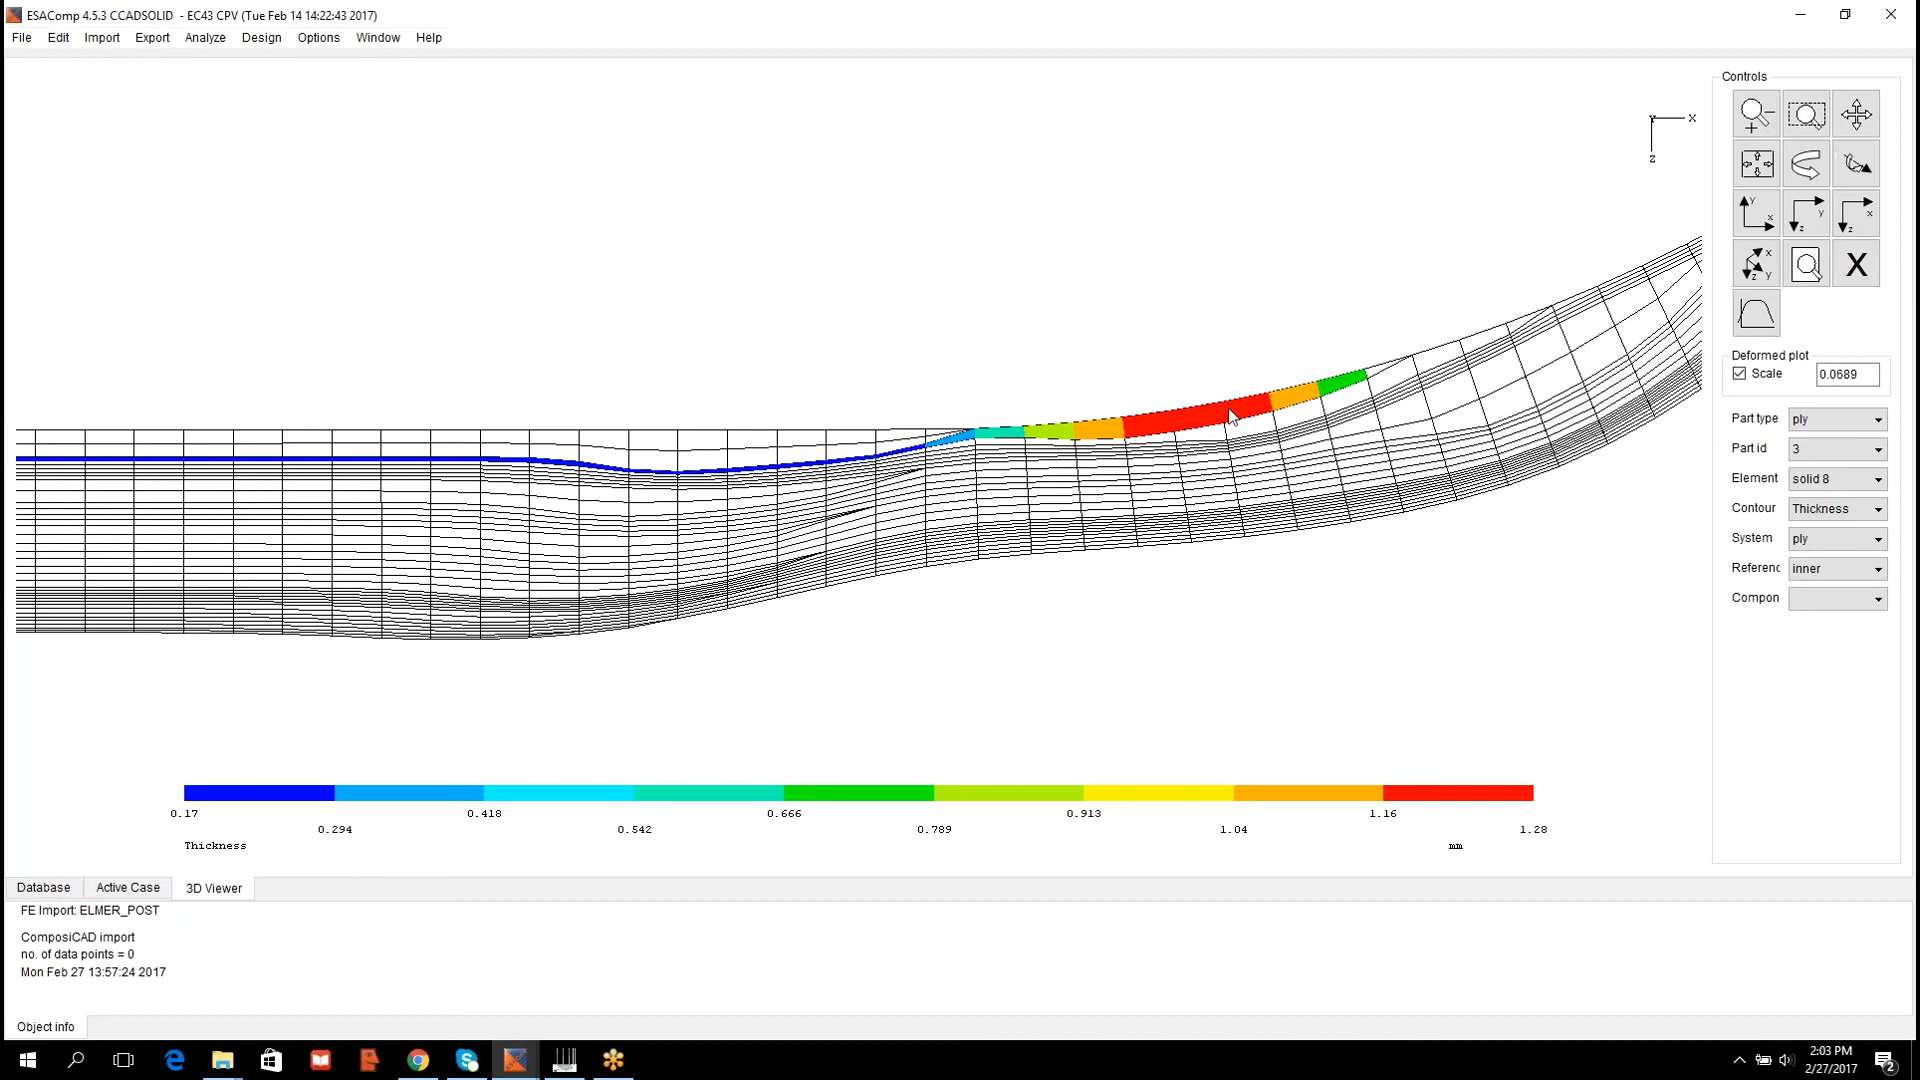 ESAComp 4.5.3 CCADSOLID - EC43 CPV (Tue Feb 14 14:22:43 2017)
File Edit Import Export Analyze Design Options Window Help
Controls
X
Z
Y X
Y Z
X Z
X Z Y
X
Deformed plot
Scale 0.0689
Part type ply
Part id 3
Element solid 8
Contour Thickness
System ply
Referenc inner
Compon
0.17 0.418 0.666 0.913 1.16
0.294 0.542 0.789 1.04 1.28
Thickness mm
Database Active Case 3D Viewer
FE Import: ELMER_POST
ComposiCAD import
no. of data points = 0
Mon Feb 27 13:57:24 2017
Object info
2:03 PM
2/27/2017
2